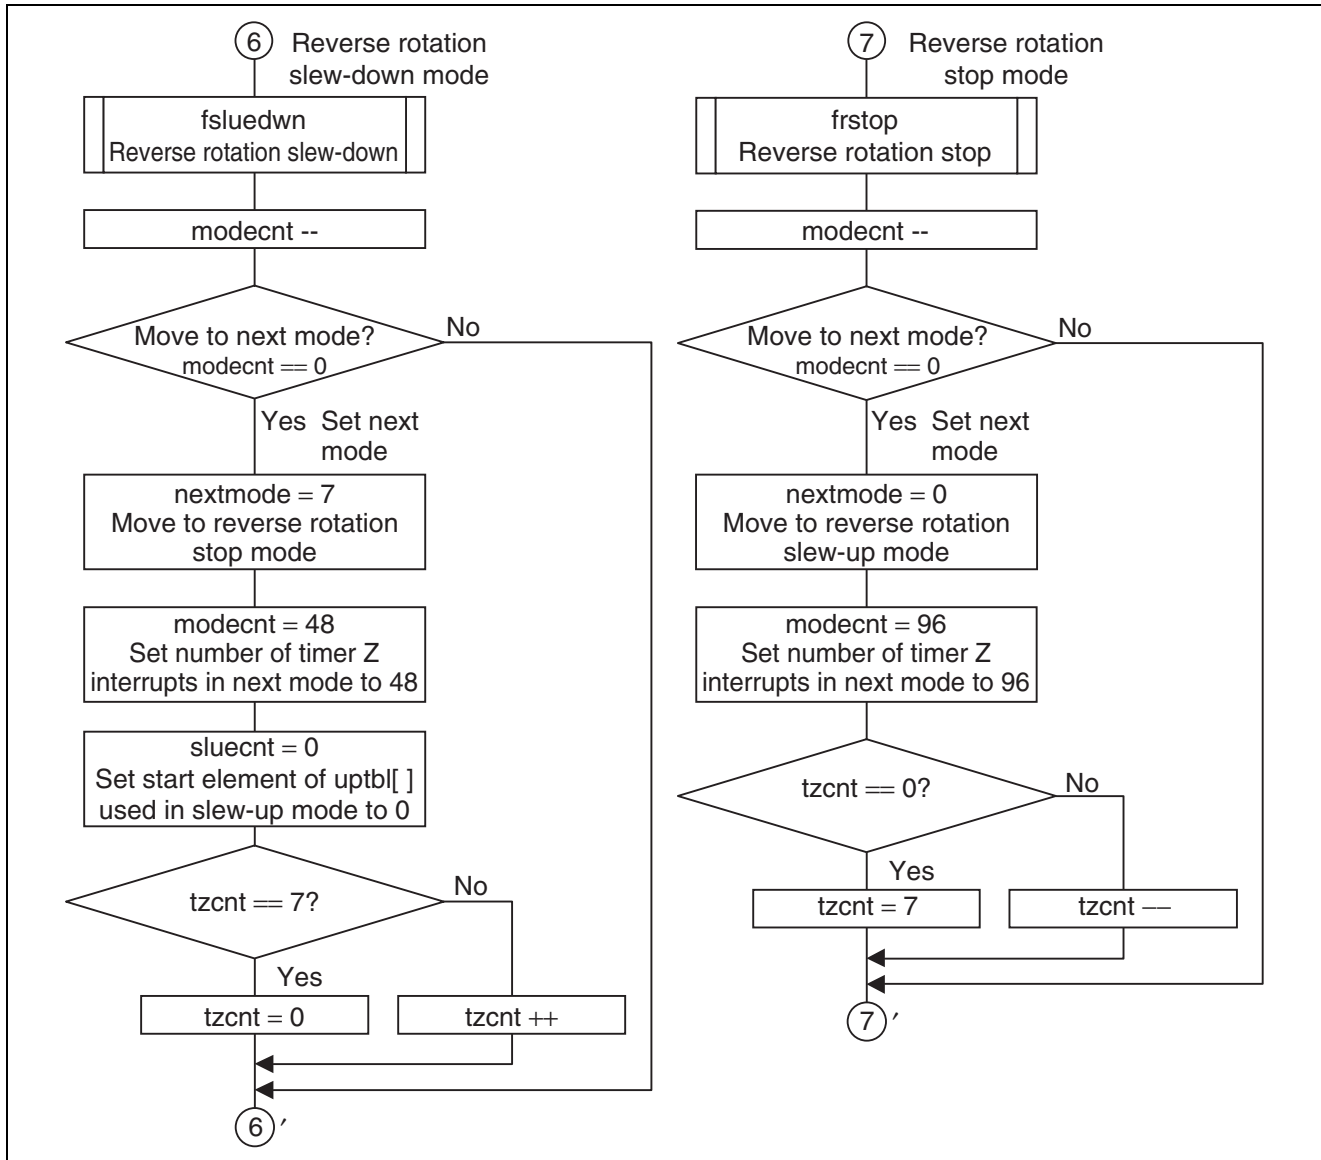 6 Reverse rotation
slew-down mode
fsluedwn
Reverse rotation slew-down
modecnt --
Move to next mode?
modecnt == 0
No
Yes Set next
mode
nextmode = 7
Move to reverse rotation
stop mode
modecnt = 48
Set number of timer Z
interrupts in next mode to 48
sluecnt = 0
Set start element of uptbl[ ]
used in slew-up mode to 0
tzcnt == 7?
No
Yes
tzcnt = 0
tzcnt ++
6 ′
7 Reverse rotation
stop mode
frstop
Reverse rotation stop
modecnt --
Move to next mode?
modecnt == 0
No
Yes Set next
mode
nextmode = 0
Move to reverse rotation
slew-up mode
modecnt = 96
Set number of timer Z
interrupts in next mode to 96
tzcnt == 0?
No
Yes
tzcnt = 7
tzcnt −−
7 ′